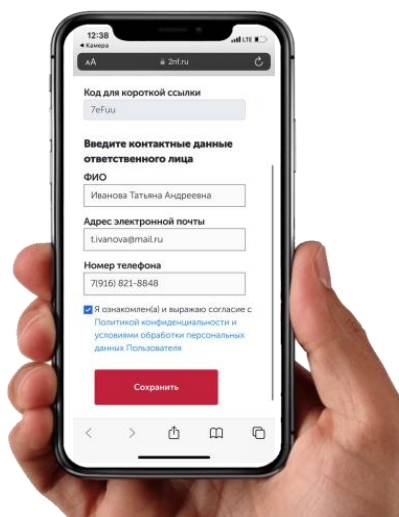 12:38
LTE
◂ Камера
AA
2nf.ru
Код для короткой ссылки
7eFuu
Введите контактные данные
ответственного лица
ФИО
Иванова Татьяна Андреевна
Адрес электронной почты
t.ivanova@mail.ru
Номер телефона
7(916) 821-8848
Я ознакомлен(а) и выражаю согласие с
Политикой конфиденциальности и
условиями обработки персональных
данных Пользователя
Сохранить